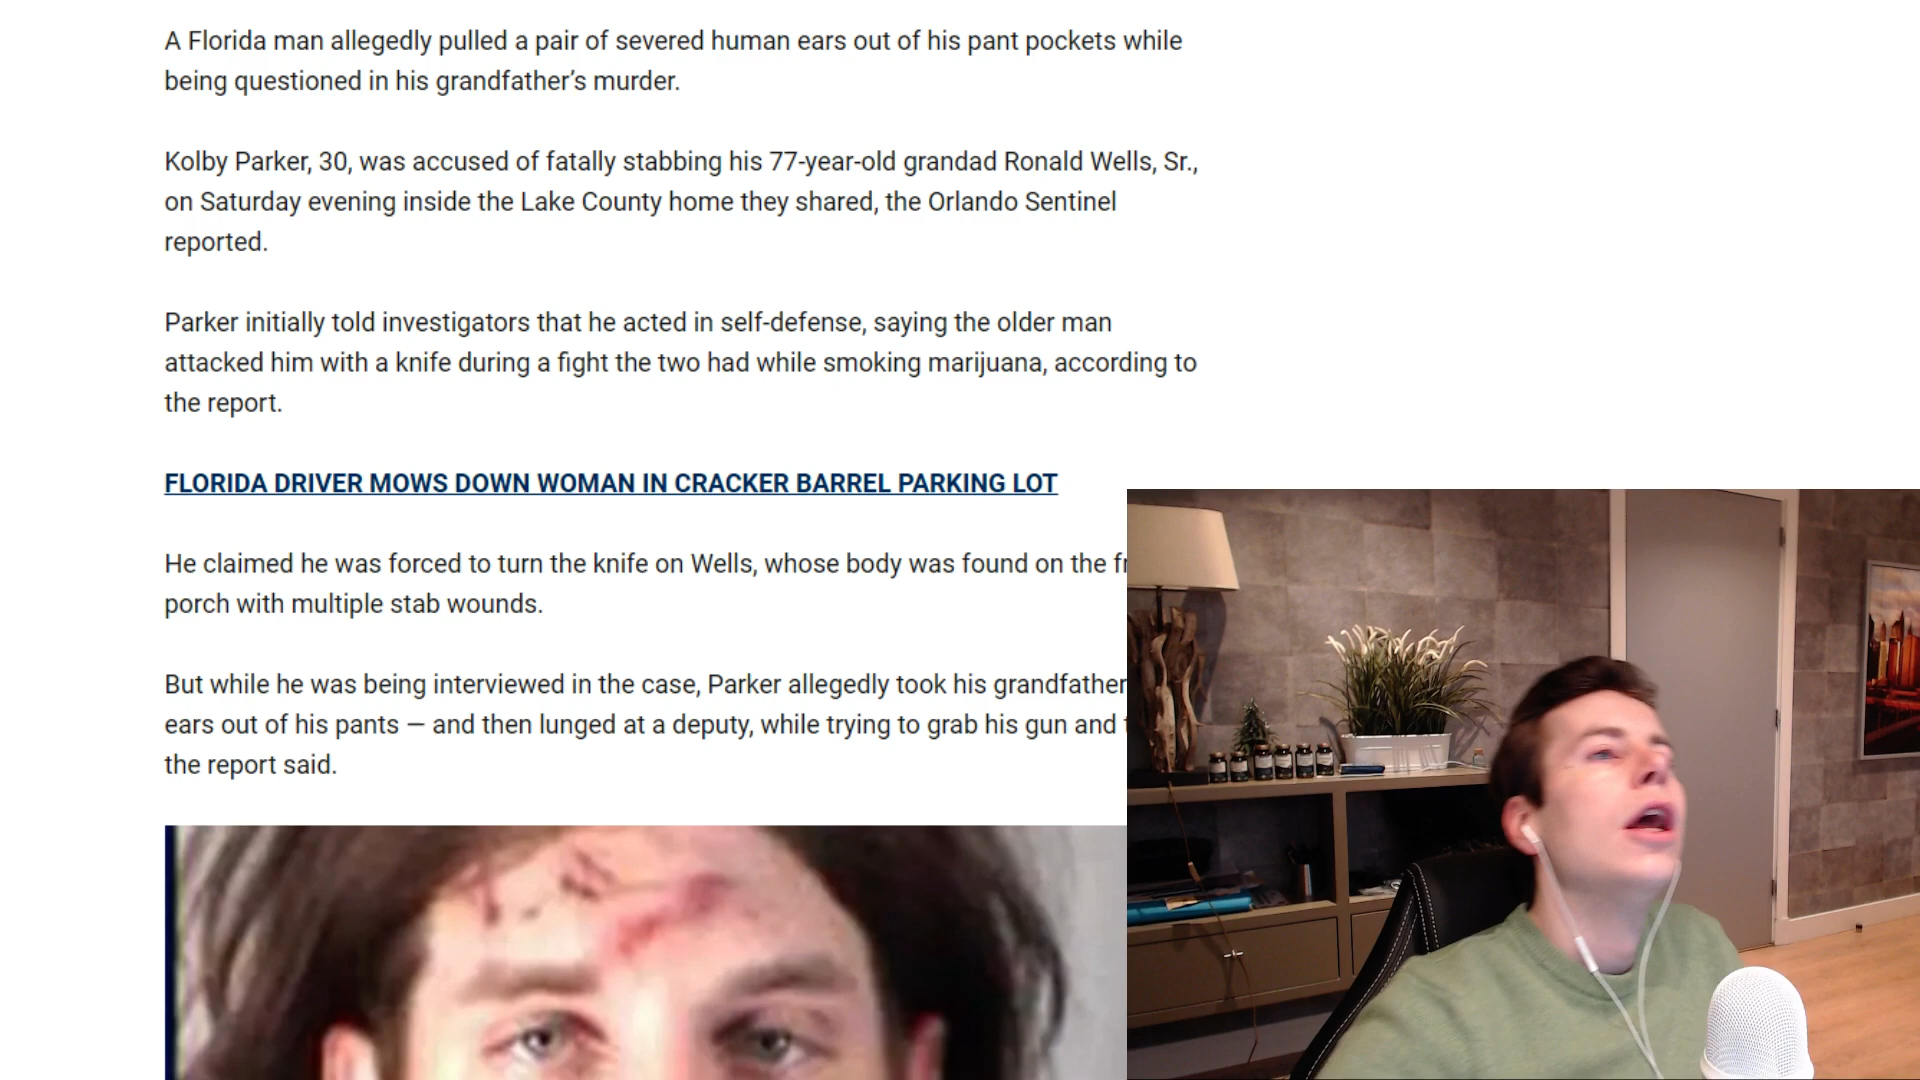 A Florida man allegedly pulled a pair of severed human ears out of his pant pockets while
being questioned in his grandfather’s murder.
Kolby Parker, 30, was accused of fatally stabbing his 77-year-old grandad Ronald Wells, Sr.,
on Saturday evening inside the Lake County home they shared, the Orlando Sentinel
reported.
Parker initially told investigators that he acted in self-defense, saying the older man
attacked him with a knife during a fight the two had while smoking marijuana, according to
the report.
FLORIDA DRIVER MOWS DOWN WOMAN IN CRACKER BARREL PARKING LOT
He claimed he was forced to turn the knife on Wells, whose body was found on the
porch with multiple stab wounds.
But while he was being interviewed in the case, Parker allegedly took his grandfather
ears out of his pants — and then lunged at a deputy, while trying to grab his gun and
the report said.